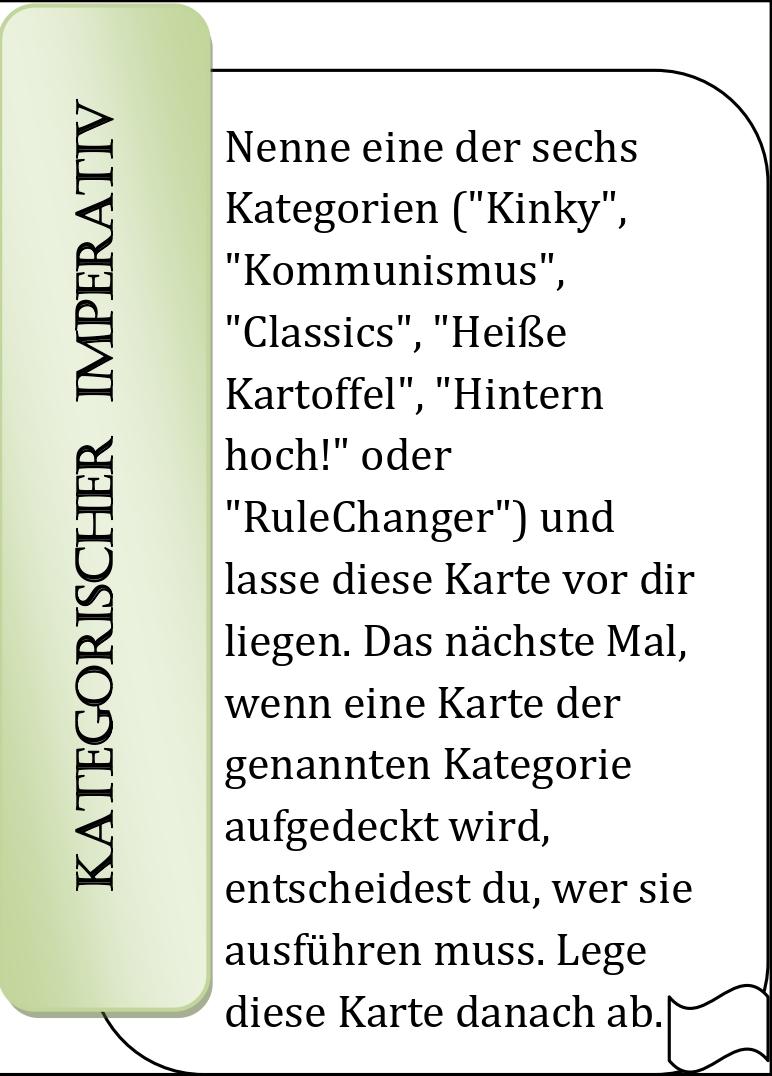 KATEGORISCHER IMPERATIV
Nenne eine der sechs
Kategorien ("Kinky",
"Kommunismus",
"Classics", "Heiße
Kartoffel", "Hintern
hoch!" oder
"RuleChanger") und
lasse diese Karte vor dir
liegen. Das nächste Mal,
wenn eine Karte der
genannten Kategorie
aufgedeckt wird,
entscheidest du, wer sie
ausführen muss. Lege
diese Karte danach ab.